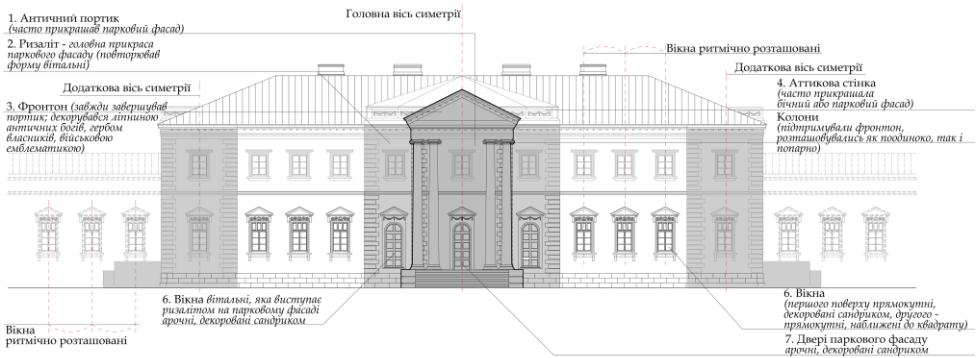 Головна вісь симетрії
1. Античний портик
(часто прикрашав парковий фасад)
2. Ризаліт - головна прикраса
паркового фасаду (повторював
форму вітальні)
Додаткова вісь симетрії
3. Фронтон (завжди завершував
портик; декорувався ліпниною
античних богів, гербом
власників, військовою
емблематикою)
Вікна ритмічно розташовані
Додаткова вісь симетрії
4. Аттикова стінка
(часто прикрашала
бічний або парковий фасад)
Колони
(підтримували фронтон,
розташовувались як поодиноко, так і
попарно)
6. Вікна вітальні, яка виступає
ризалітом на парковому фасаді
арочні, декоровані сандриком
Вікна
ритмічно розташовані
6. Вікна
(першого поверху прямокутні,
декоровані сандриком, другого -
прямокутні, наближені до квадрату)
7. Двері паркового фасаду
арочні, декоровані сандриком